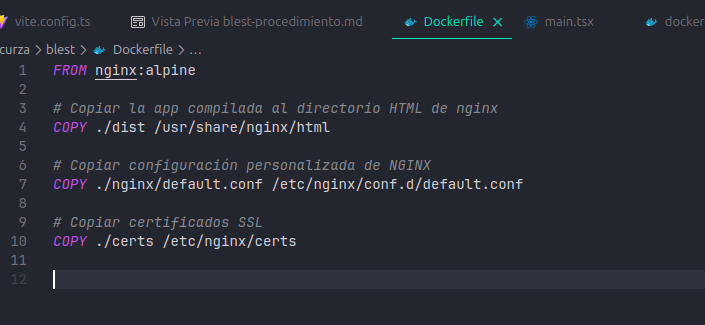 vite.config.ts Vista Previa blest-procedimiento.md Dockerfile main.tsx docker
curza > blest > Dockerfile > ...
1 FROM nginx:alpine
2
3 # Copiar la app compilada al directorio HTML de nginx
4 COPY ./dist /usr/share/nginx/html
5
6 # Copiar configuración personalizada de NGINX
7 COPY ./nginx/default.conf /etc/nginx/conf.d/default.conf
8
9 # Copiar certificados SSL
10 COPY ./certs /etc/nginx/certs
11
12